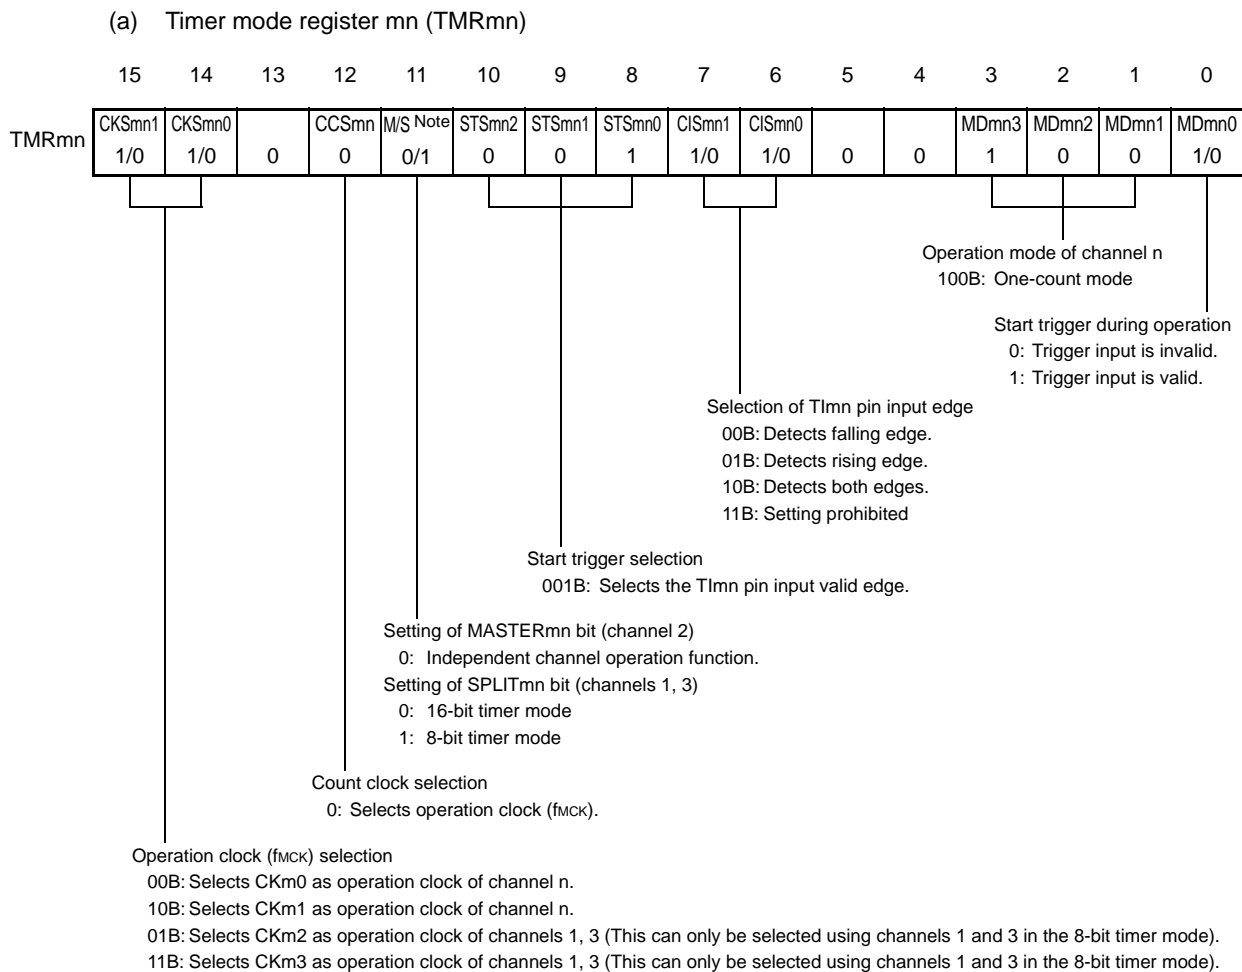 (a) Timer mode register mn (TMRmn)
15 14 13 12 11 10 9 8 7 6 5 4 3 2 1 0
TMRmn CKSmn1 CKSmn0 CCSmn M/S Note STSmn2 STSmn1 STSmn0 CISmn1 CISmn0 MDmn3 MDmn2 MDmn1 MDmn0
1/0 1/0 0 0 0/1 0 0 1 1/0 1/0 0 0 1 0 0 1/0
Operation mode of channel n
100B: One-count mode
Start trigger during operation
0: Trigger input is invalid.
1: Trigger input is valid.
Selection of TImn pin input edge
00B: Detects falling edge.
01B: Detects rising edge.
10B: Detects both edges.
11B: Setting prohibited
Start trigger selection
001B: Selects the TImn pin input valid edge.
Setting of MASTERmn bit (channel 2)
0: Independent channel operation function.
Setting of SPLITmn bit (channels 1, 3)
0: 16-bit timer mode
1: 8-bit timer mode
Count clock selection
0: Selects operation clock (fMCK).
Operation clock (fMCK) selection
00B: Selects CKm0 as operation clock of channel n.
10B: Selects CKm1 as operation clock of channel n.
01B: Selects CKm2 as operation clock of channels 1, 3 (This can only be selected using channels 1 and 3 in the 8-bit timer mode).
11B: Selects CKm3 as operation clock of channels 1, 3 (This can only be selected using channels 1 and 3 in the 8-bit timer mode).